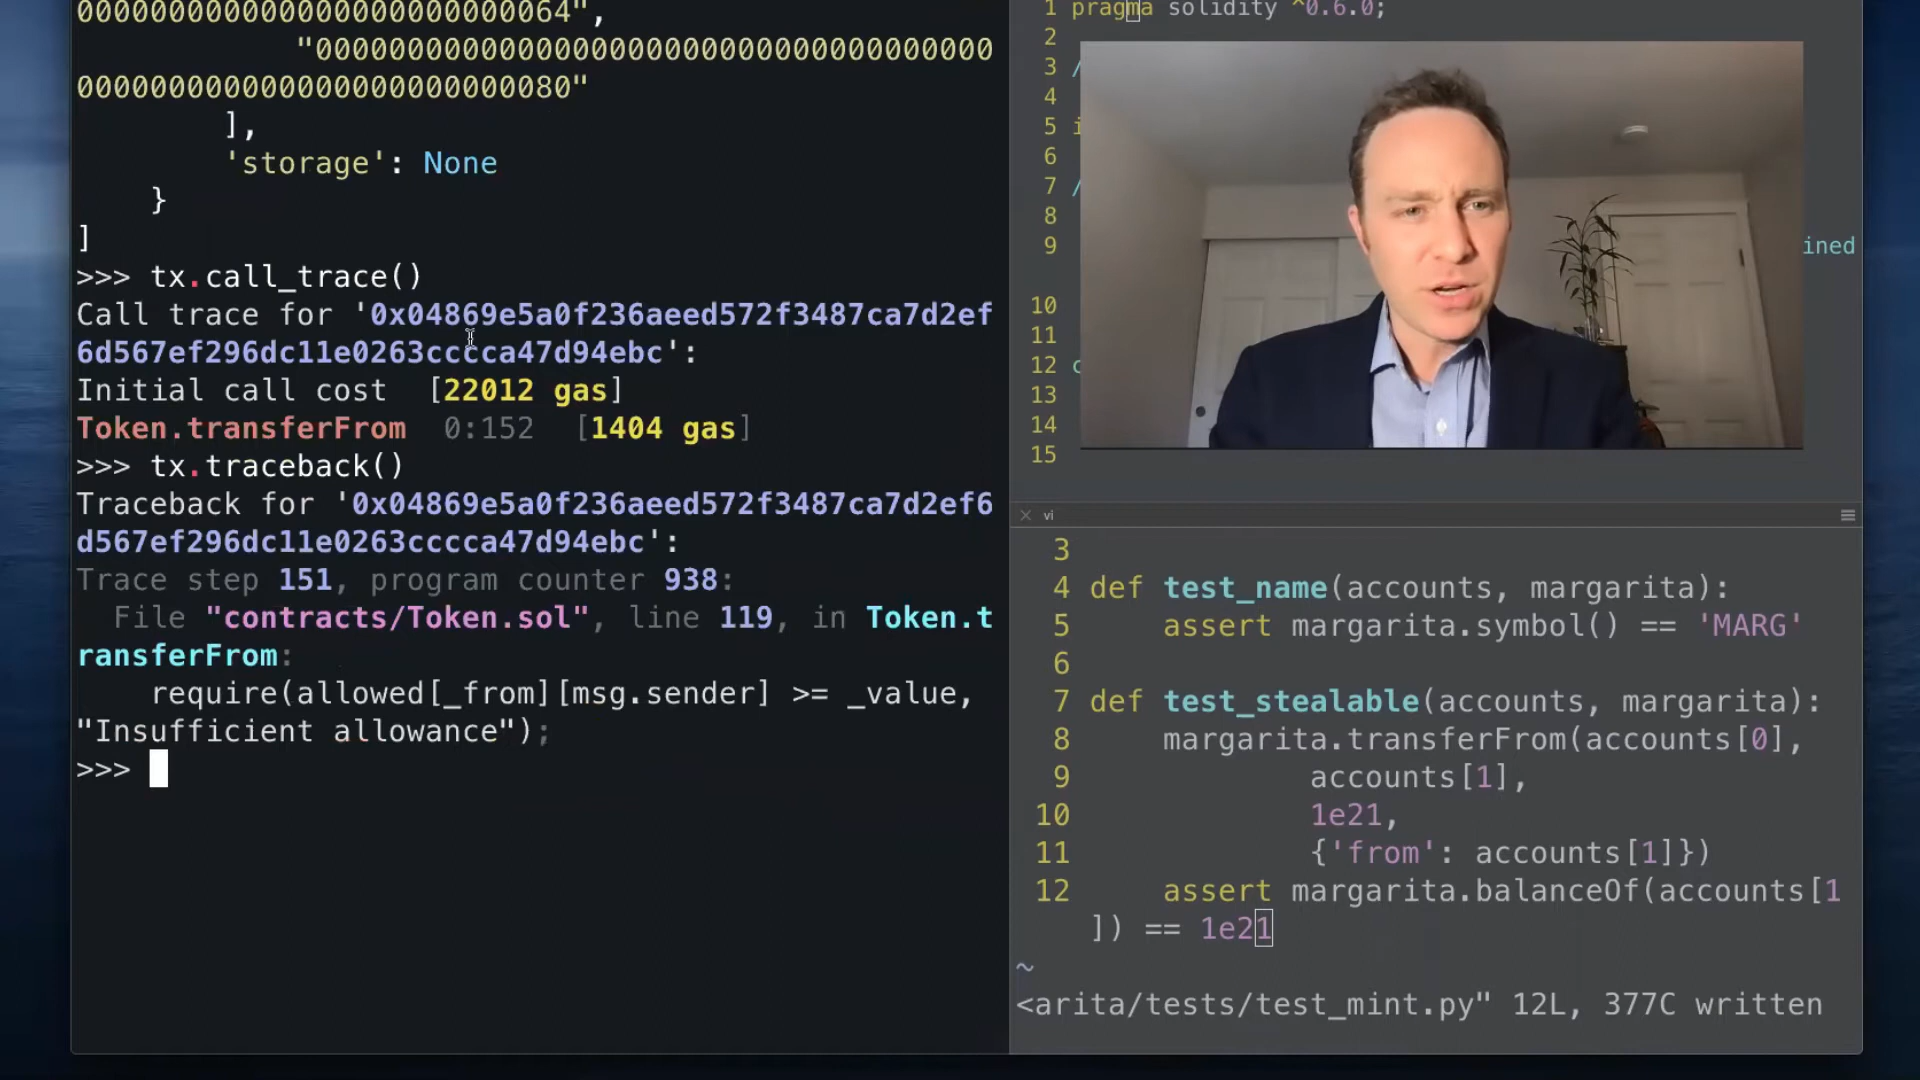 0000000000000000000000000064",
"0000000000000000000000000000000000000
0000000000000000000000000080"
],
'storage': None
}
]
>>> tx.call_trace()
Call trace for '0x04869e5a0f236aeed572f3487ca7d2ef
6d567ef296dc11e0263cccca47d94ebc':
Initial call cost  [22012 gas]
Token.transferFrom  0:152  [1404 gas]
>>> tx.traceback()
Traceback for '0x04869e5a0f236aeed572f3487ca7d2ef6
d567ef296dc11e0263cccca47d94ebc':
Trace step 151, program counter 938:
File "contracts/Token.sol", line 119, in Token.t
ransferFrom:
require(allowed[_from][msg.sender] >= _value,
"Insufficient allowance");
>>>
1 pragma solidity ^0.6.0;
2
3 /
4
5 i
6
7 /
8
9 ined
10
11
12 c
13
14
15
vi
3
4 def test_name(accounts, margarita):
5 assert margarita.symbol() == 'MARG'
6
7 def test_stealable(accounts, margarita):
8 margarita.transferFrom(accounts[0],
9 accounts[1],
10 1e21,
11 {'from': accounts[1]})
12 assert margarita.balanceOf(accounts[1
]) == 1e21
~
<arita/tests/test_mint.py" 12L, 377C written